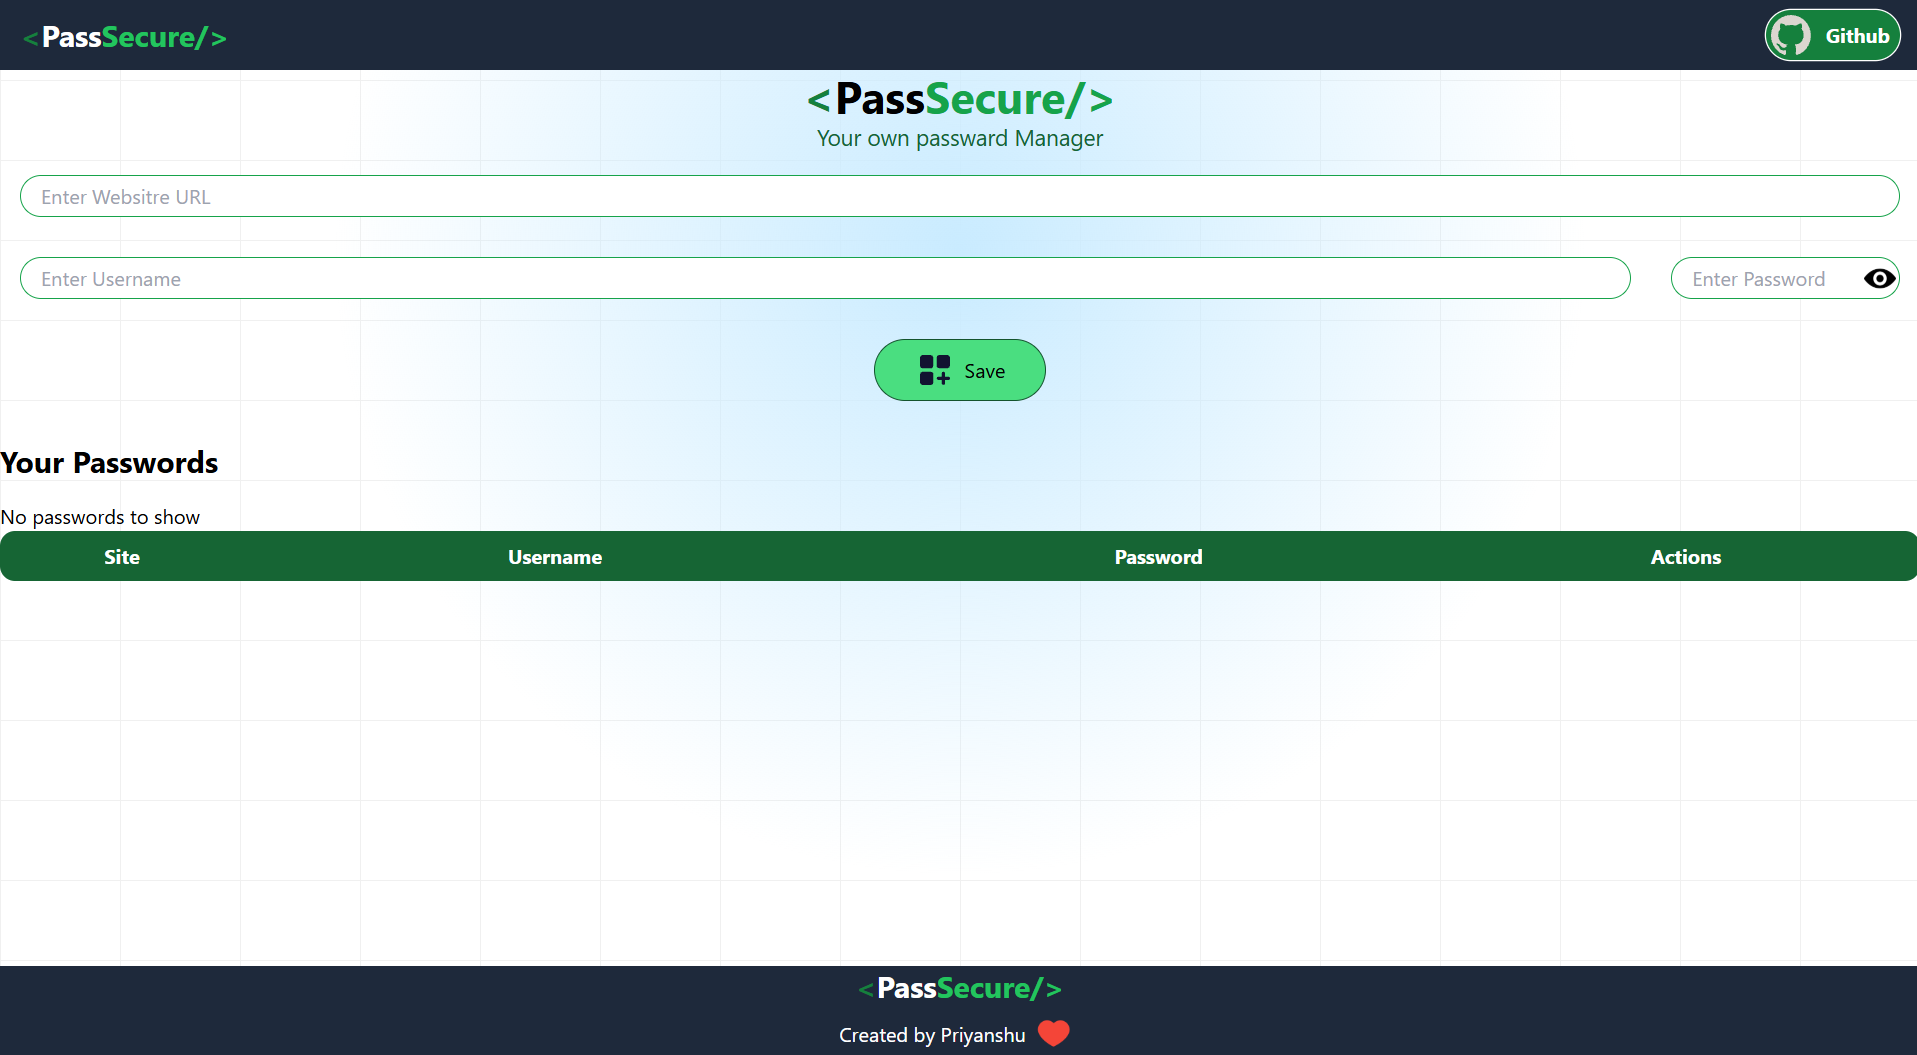 <PassSecure/>
Github
<PassSecure/>
Your own passward Manager
Enter Websitre URL
Enter Username
Enter Password
Save
Your Passwords
No passwords to show
Site Username Password Actions
<PassSecure/>
Created by Priyanshu